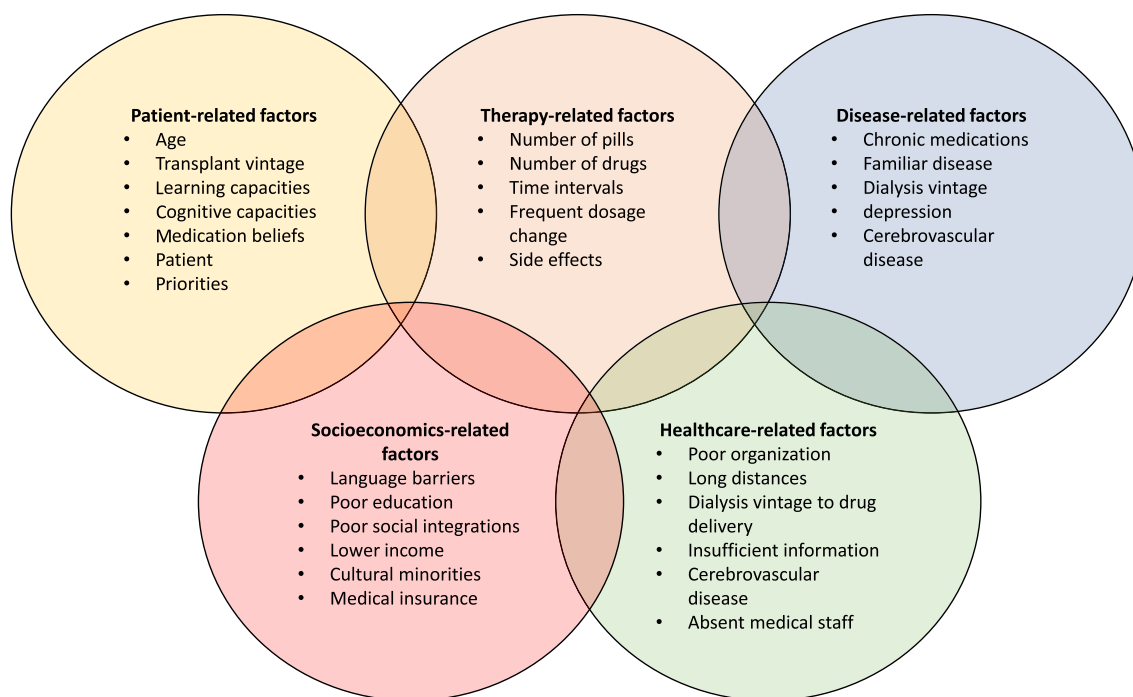 Patient-related factors
• Age
• Transplant vintage
• Learning capacities
• Cognitive capacities
• Medication beliefs
• Patient
• Priorities
Therapy-related factors
• Number of pills
• Number of drugs
• Time intervals
• Frequent dosage
change
• Side effects
Disease-related factors
• Chronic medications
• Familiar disease
• Dialysis vintage
• depression
• Cerebrovascular
disease
Socioeconomics-related
factors
• Language barriers
• Poor education
• Poor social integrations
• Lower income
• Cultural minorities
• Medical insurance
Healthcare-related factors
• Poor organization
• Long distances
• Dialysis vintage to drug
delivery
• Insufficient information
• Cerebrovascular
disease
• Absent medical staff